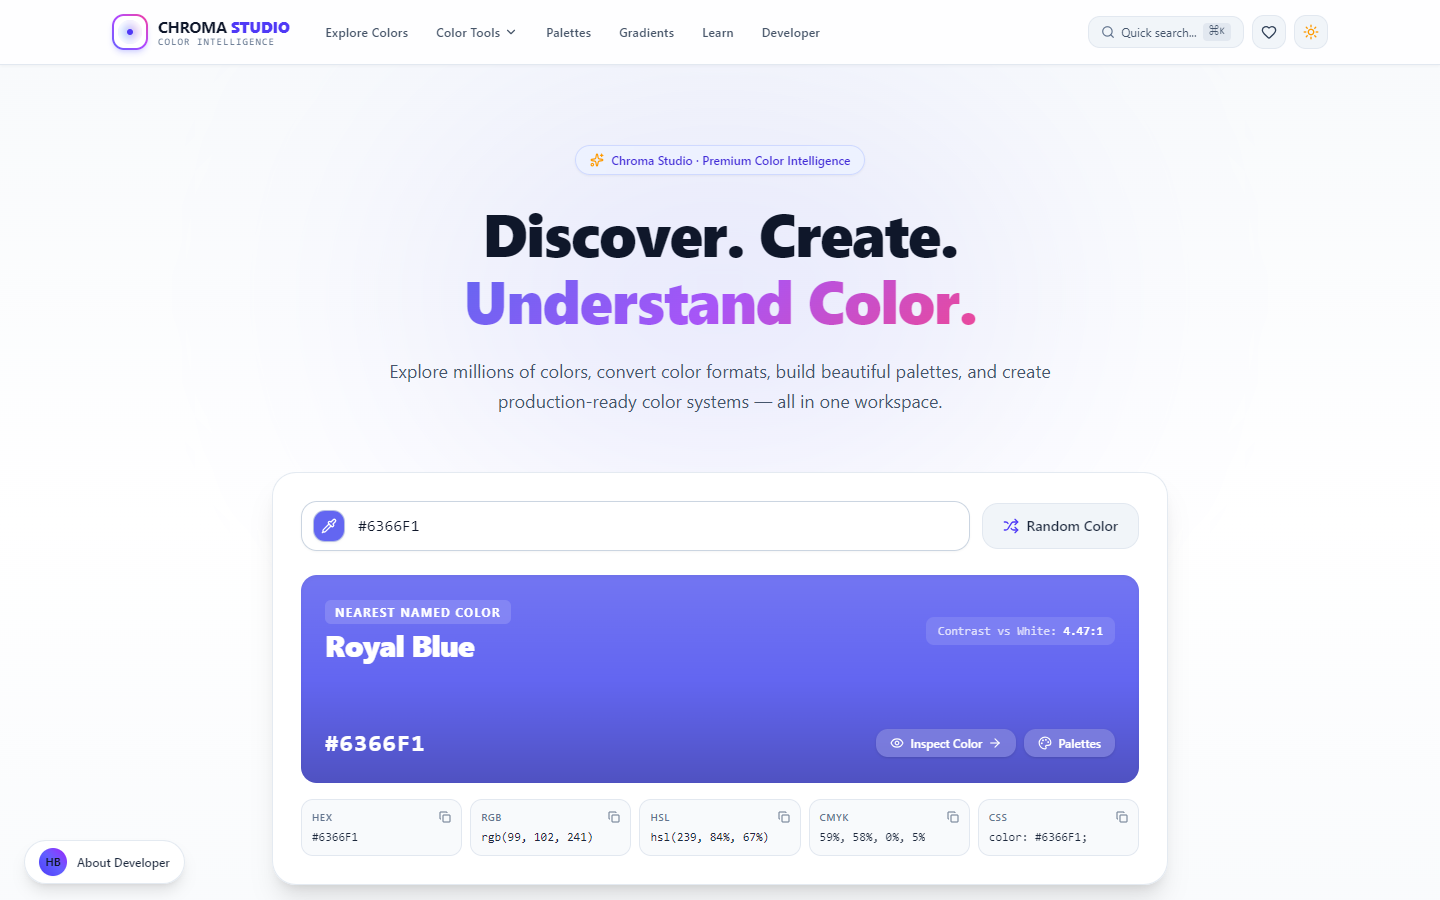 CHROMA STUDIO
COLOR INTELLIGENCE
Explore Colors
Color Tools
Palettes
Gradients
Learn
Developer
Quick search...
⌘K
Chroma Studio · Premium Color Intelligence
Discover. Create.
Understand Color.
Explore millions of colors, convert color formats, build beautiful palettes, and create
production-ready color systems — all in one workspace.
#6366F1
Random Color
NEAREST NAMED COLOR
Royal Blue
Contrast vs White: 4.47:1
#6366F1
Inspect Color →
Palettes
HEX
#6366F1
RGB
rgb(99, 102, 241)
HSL
hsl(239, 84%, 67%)
CMYK
59%, 58%, 0%, 5%
CSS
color: #6366F1;
HB
About Developer